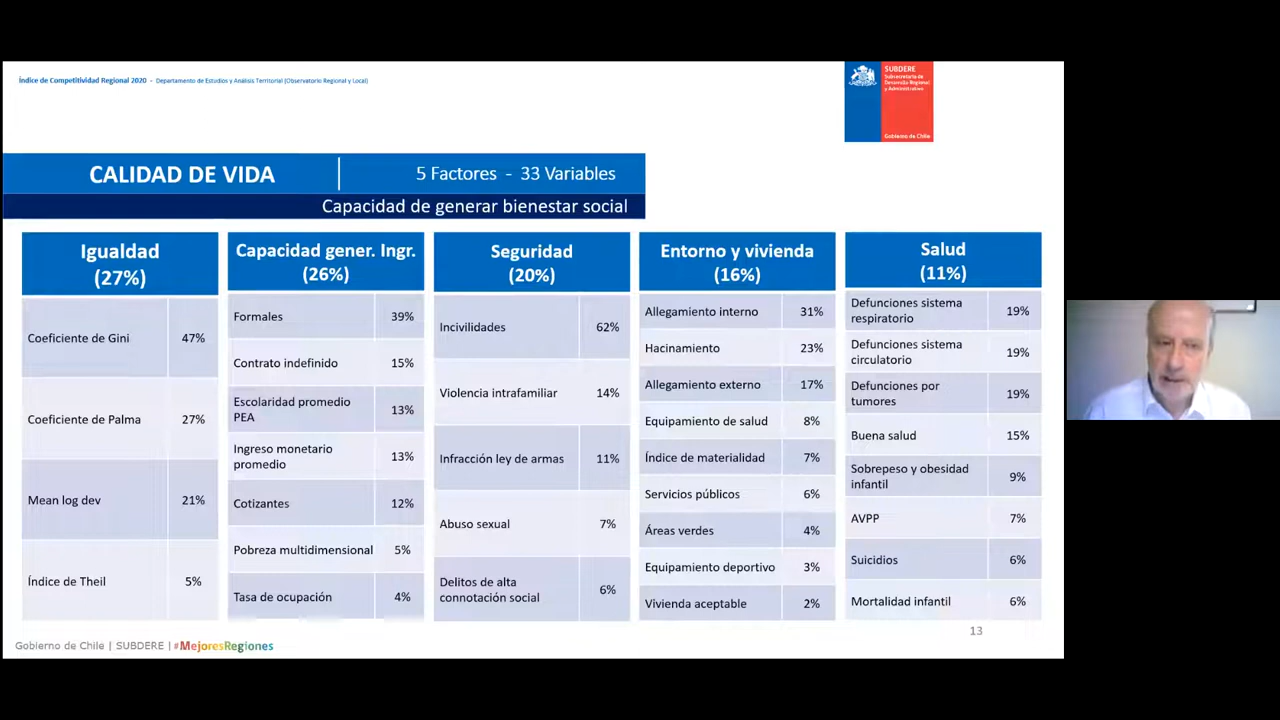 Índice de Competitividad Regional 2020 - Departamento de Estudios y Análisis Territorial (Observatorio Regional y Local)
SUBDERE
Subsecretaría de
Desarrollo Regional
y Administrativo
Gobierno de Chile
CALIDAD DE VIDA
5 Factores - 33 Variables
Capacidad de generar bienestar social
Igualdad
(27%)
Coeficiente de Gini 47%
Coeficiente de Palma 27%
Mean log dev 21%
Índice de Theil 5%
Capacidad gener. Ingr.
(26%)
Formales 39%
Contrato indefinido 15%
Escolaridad promedio
PEA 13%
Ingreso monetario
promedio 13%
Cotizantes 12%
Pobreza multidimensional 5%
Tasa de ocupación 4%
Seguridad
(20%)
Incivilidades 62%
Violencia intrafamiliar 14%
Infracción ley de armas 11%
Abuso sexual 7%
Delitos de alta
connotación social 6%
Entorno y vivienda
(16%)
Allegamiento interno 31%
Hacinamiento 23%
Allegamiento externo 17%
Equipamiento de salud 8%
Índice de materialidad 7%
Servicios públicos 6%
Áreas verdes 4%
Equipamiento deportivo 3%
Vivienda aceptable 2%
Salud
(11%)
Defunciones sistema
respiratorio 19%
Defunciones sistema
circulatorio 19%
Defunciones por
tumores 19%
Buena salud 15%
Sobrepeso y obesidad
infantil 9%
AVPP 7%
Suicidios 6%
Mortalidad infantil 6%
13
Gobierno de Chile | SUBDERE | #MejoresRegiones